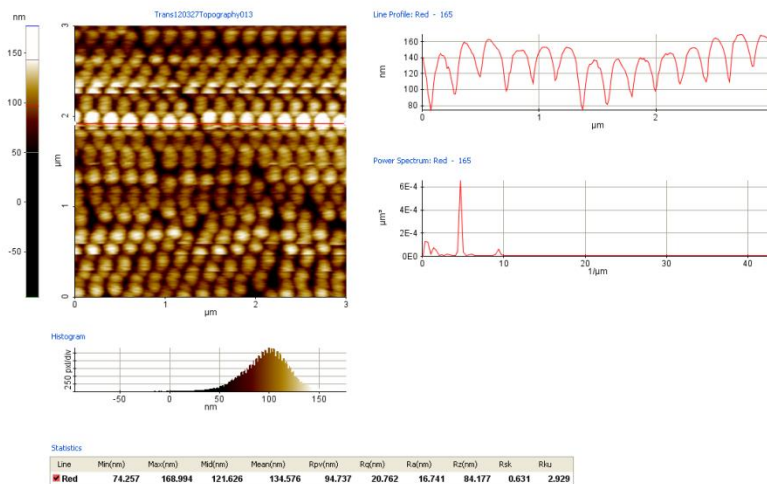 nm
Trans120327Topography013
150
100
50
0
-50
µm
3
2
1
0
0 1 2 3
µm
Line Profile: Red - 165
nm
160
140
120
100
80
0 1 2
µm
Power Spectrum: Red - 165
µm²
6E-4
4E-4
2E-4
0E0
0 10 20 30 40
1/µm
Histogram
250 pxl/div
-50 0 50 100 150
nm
Statistics
Line Min(nm) Max(nm) Mid(nm) Mean(nm) Rpv(nm) Rq(nm) Ra(nm) Rz(nm) Rsk Rku
Red 74.257 168.994 121.626 134.576 94.737 20.762 16.741 84.177 0.631 2.929